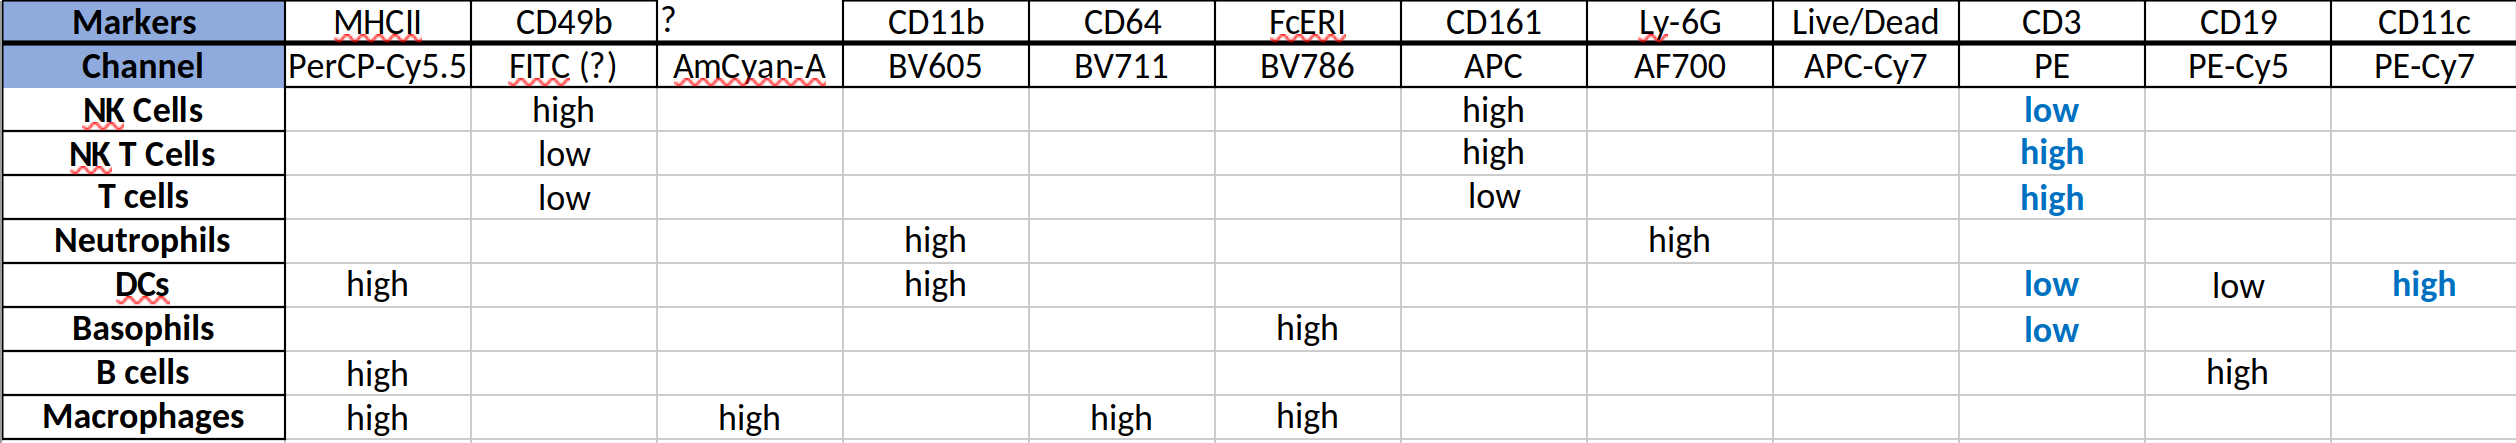 Markers MHCII CD49b ? CD11b CD64 FcERI CD161 Ly-6G Live/Dead CD3 CD19 CD11c
Channel PerCP-Cy5.5 FITC (?) AmCyan-A BV605 BV711 BV786 APC AF700 APC-Cy7 PE PE-Cy5 PE-Cy7
NK Cells high high low
NK T Cells low high high
T cells low low high
Neutrophils high high
DCs high high low low high
Basophils high low
B cells high high
Macrophages high high high high